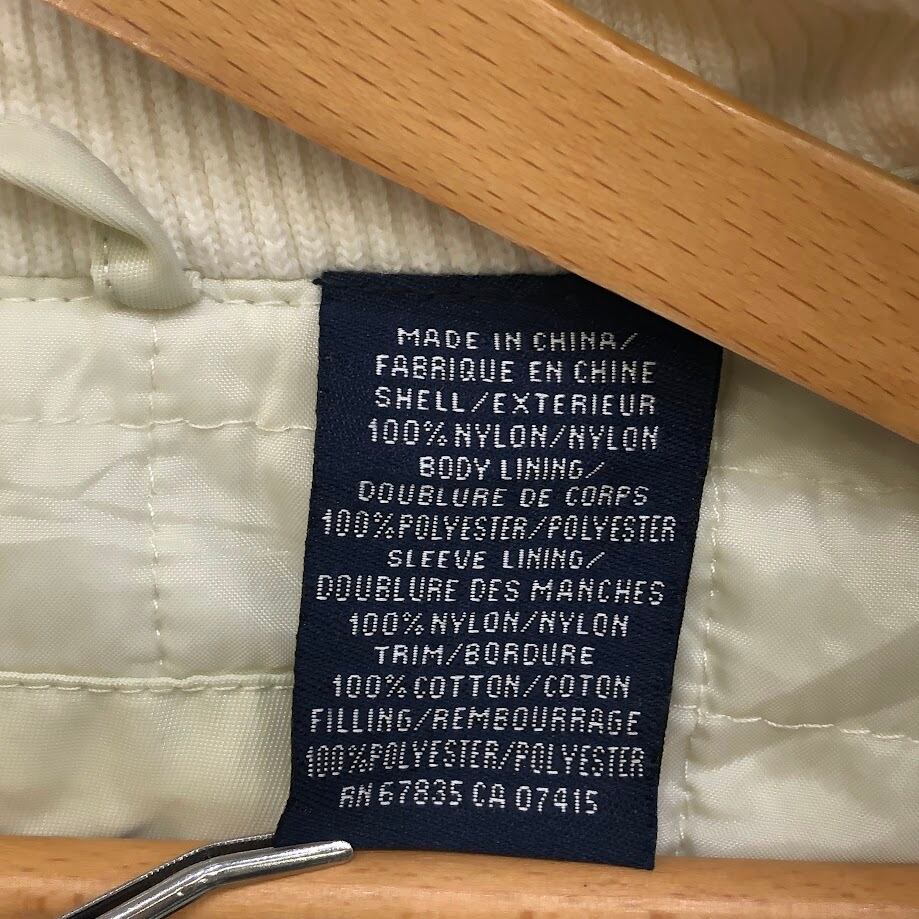 MADE IN CHINA/
FABRIQUE EN CHINE
SHELL/EXTERIEUR
100% NYLON/NYLON
BODY LINING/
DOUBLURE DE CORPS
100%POLYESTER/POLYESTER
SLEEVE LINING/
DOUBLURE DES MANCHES
100% NYLON/NYLON
TRIM/BORDURE
100%COTTON/COTON
FILLING/REMBOURRAGE
100%POLYESTER/POLYESTER
RN 67835 CA 07415